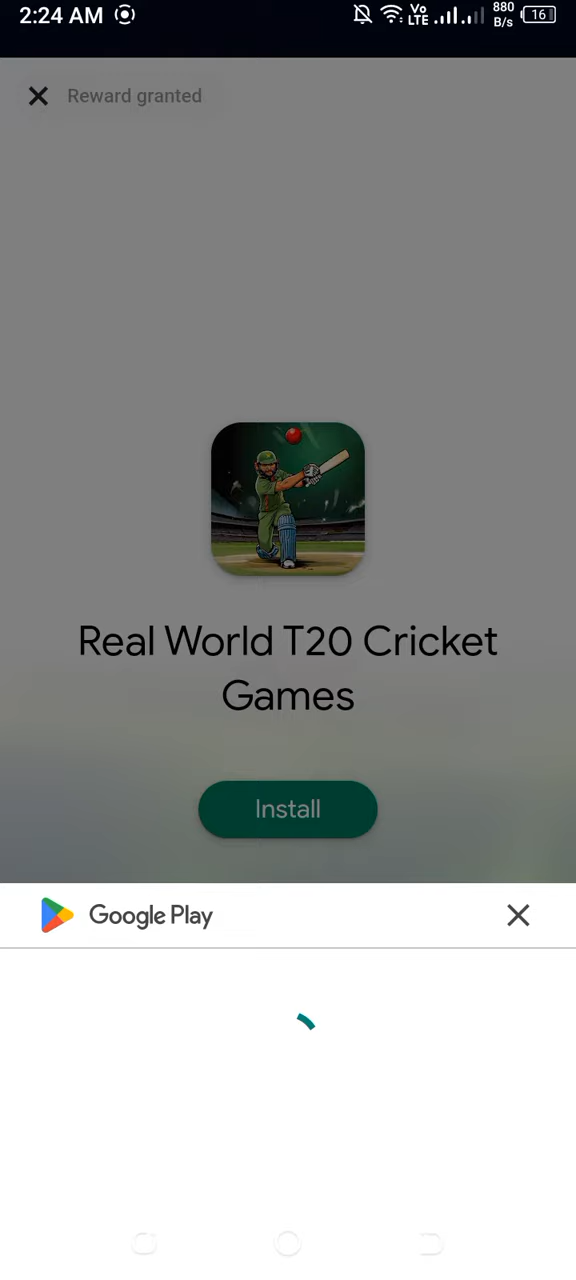 2:24 AM Vo LTE 880 B/s 16
Reward granted
Real World T20 Cricket
Games
Install
Google Play